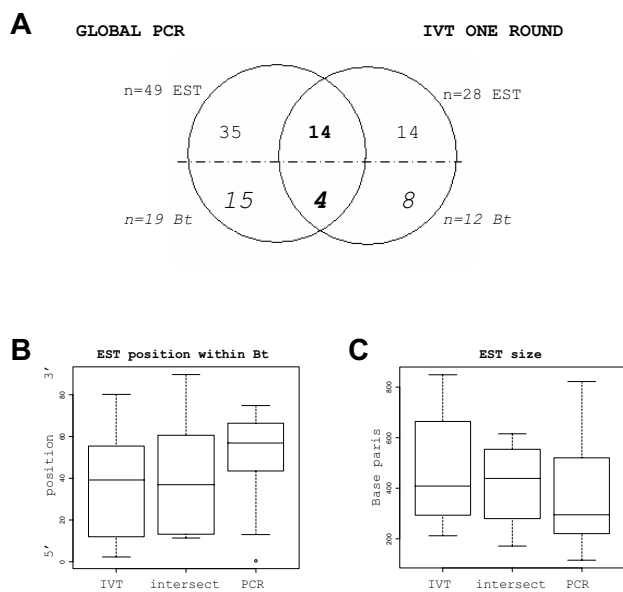 A
GLOBAL PCR IVT ONE ROUND
n=49 EST n=28 EST
35 14 14
15 4 8
n=19 Bt n=12 Bt
B
EST position within Bt
5' position 3'
0 20 40 60 80
IVT intersect PCR
C
EST size
Base paris
200 400 600 800
IVT intersect PCR